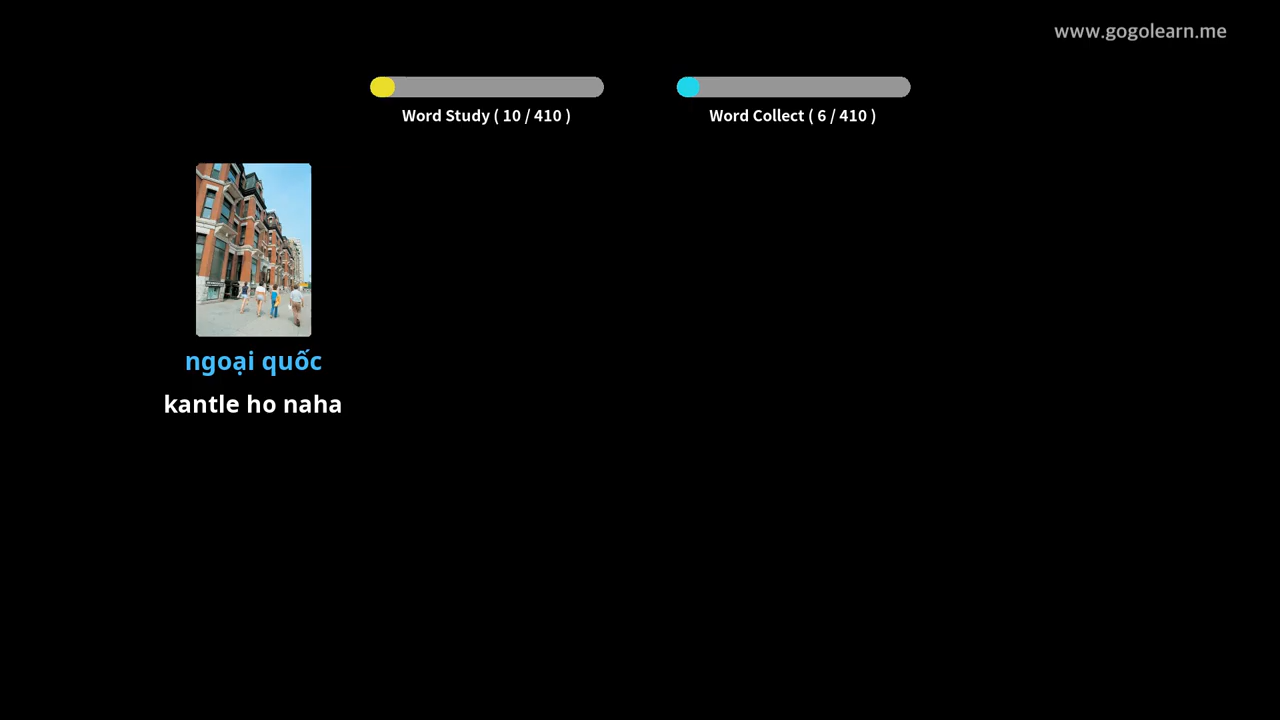 www.gogolearn.me
Word Study ( 10 / 410 )
Word Collect ( 6 / 410 )
ngoại quốc
kantle ho naha